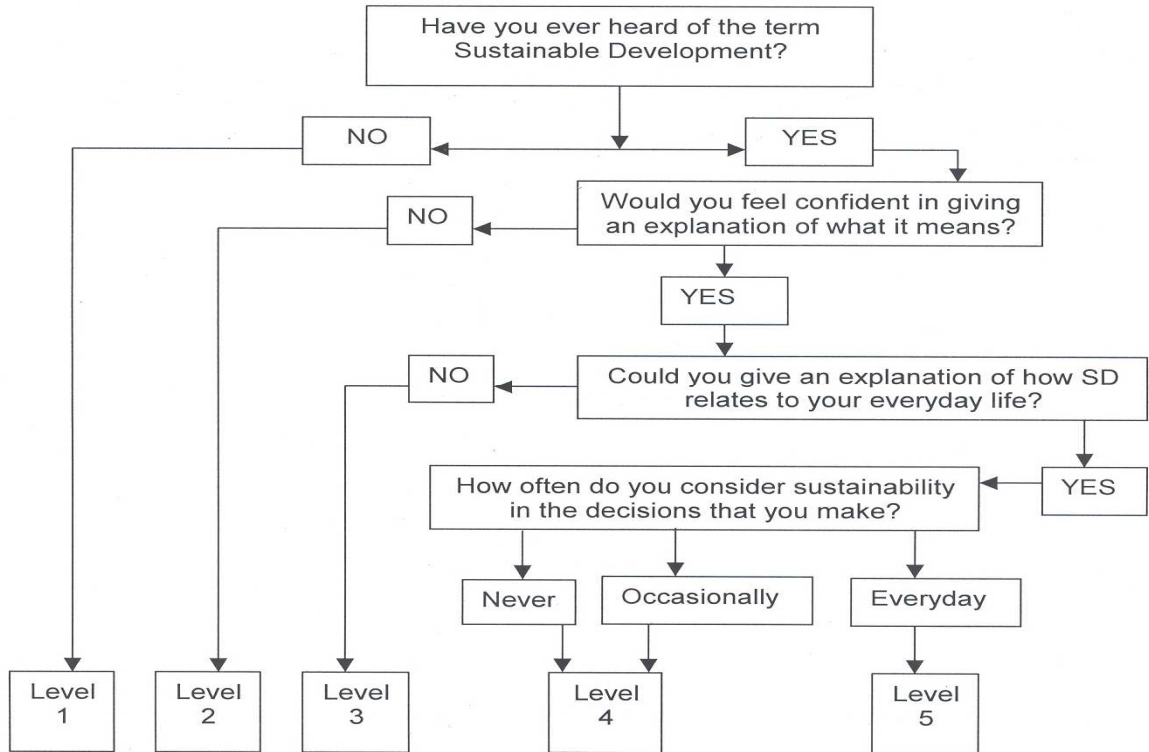 Have you ever heard of the term
Sustainable Development?
NO
YES
Would you feel confident in giving
an explanation of what it means?
NO
YES
Could you give an explanation of how SD
relates to your everyday life?
NO
YES
How often do you consider sustainability
in the decisions that you make?
Never
Occasionally
Everyday
Level
1
Level
2
Level
3
Level
4
Level
5